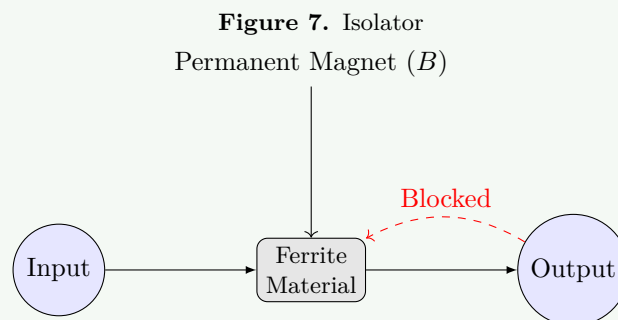 Figure 7. Isolator
Permanent Magnet (B)
Blocked
Input
Ferrite
Material
Output